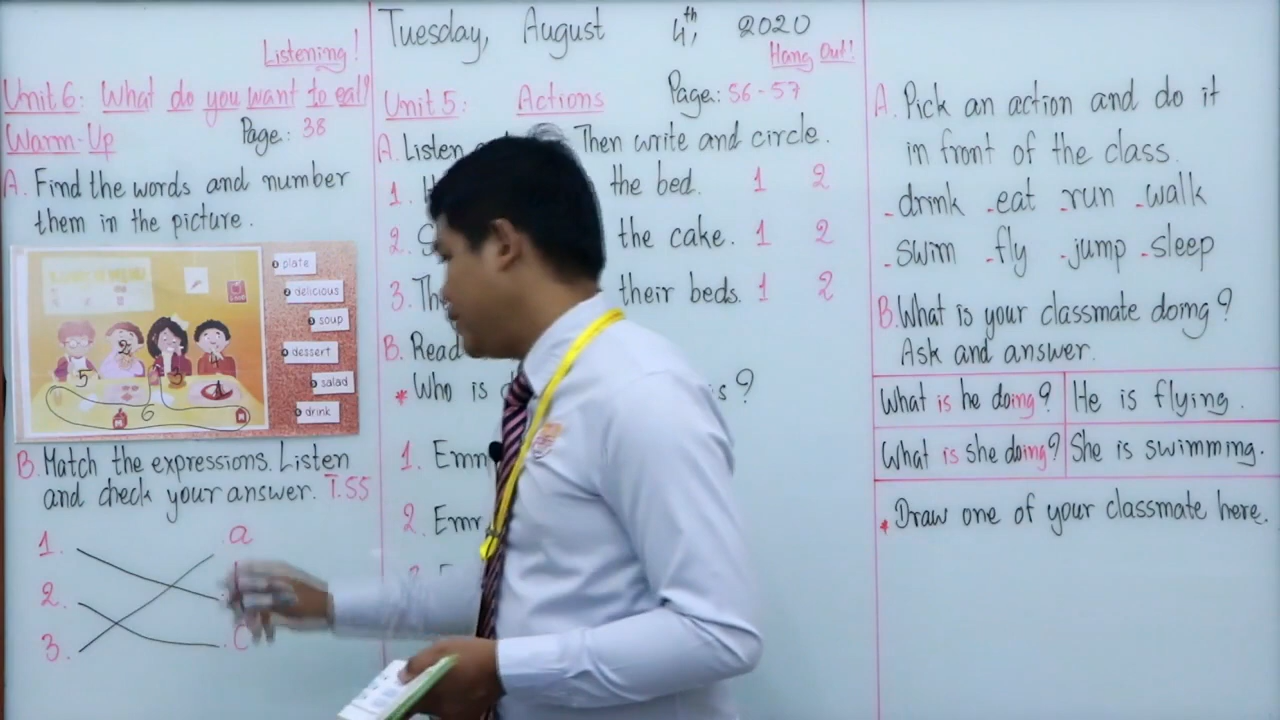 Listening!
Unit 6: What do you want to eat?
Warm-Up
Page: 38
A. Find the words and number
them in the picture.
plate
delicious
soup
dessert
salad
drink
5
2
3
4
1
6
B. Match the expressions. Listen
and check your answer. T.55
1.
2.
3.
a
c
Tuesday, August 4th, 2020
Hang Out!
Unit 5: Actions
Page: 56-57
A. Listen Then write and circle.
1. the bed. 1 2
2. the cake. 1 2
3. their beds. 1 2
B. Read
* Who is ?
1.
2.
A. Pick an action and do it
in front of the class.
- drink - eat - run - walk
- swim - fly - jump - sleep
B. What is your classmate doing?
Ask and answer.
What is he doing? He is flying.
What is she doing? She is swimming.
* Draw one of your classmate here.